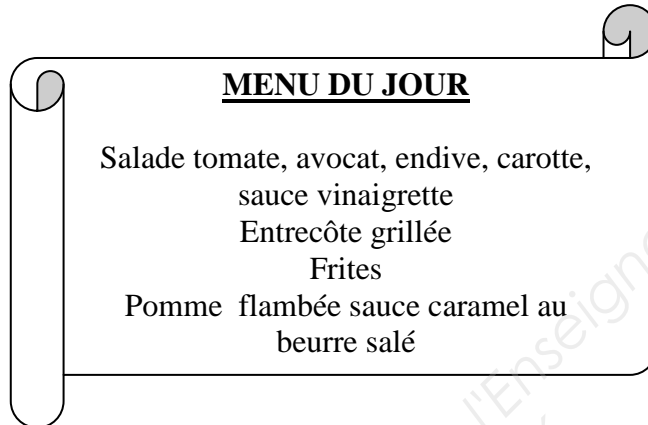 MENU DU JOUR
Salade tomate, avocat, endive, carotte,
sauce vinaigrette
Entrecôte grillée
Frites
Pomme flambée sauce caramel au
beurre salé
l'Enseigne